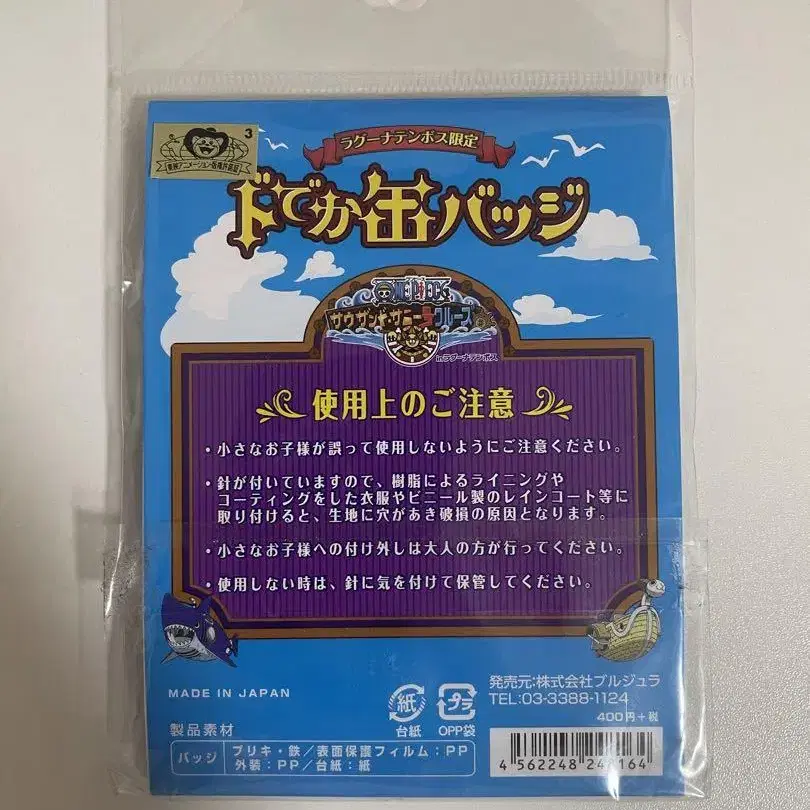 3
東映アニメーション版権許諾証
ラグーナテンボス限定
ドでか缶バッジ
ONE PIECE
サウザンド・サニー号クルーズ
inラグーナテンボス
使用上のご注意
・小さなお子様が誤って使用しないようにご注意ください。
・針が付いていますので、樹脂によるライニングや
コーティングをした衣服やビニール製のレインコート等に
取り付けると、生地に穴があき破損の原因となります。
・小さなお子様への付け外しは大人の方が行ってください。
・使用しない時は、針に気を付けて保管してください。
MADE IN JAPAN
紙
台紙
プラ
OPP袋
発売元:株式会社ブルジュラ
TEL:03-3388-1124
400円+税
製品素材
バッジ
ブリキ・鉄／表面保護フィルム:PP
外装:PP／台紙:紙